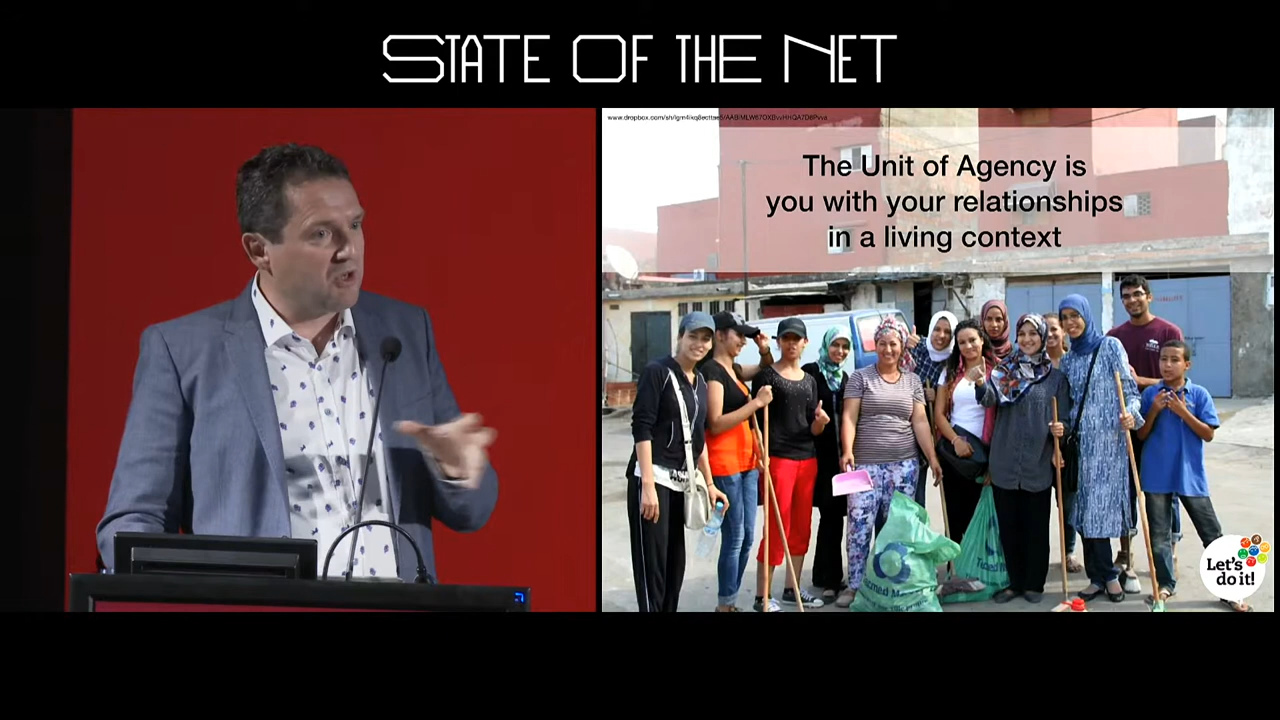 STATE OF THE NET
The Unit of Agency is
you with your relationships
in a living context
Let's
do it!